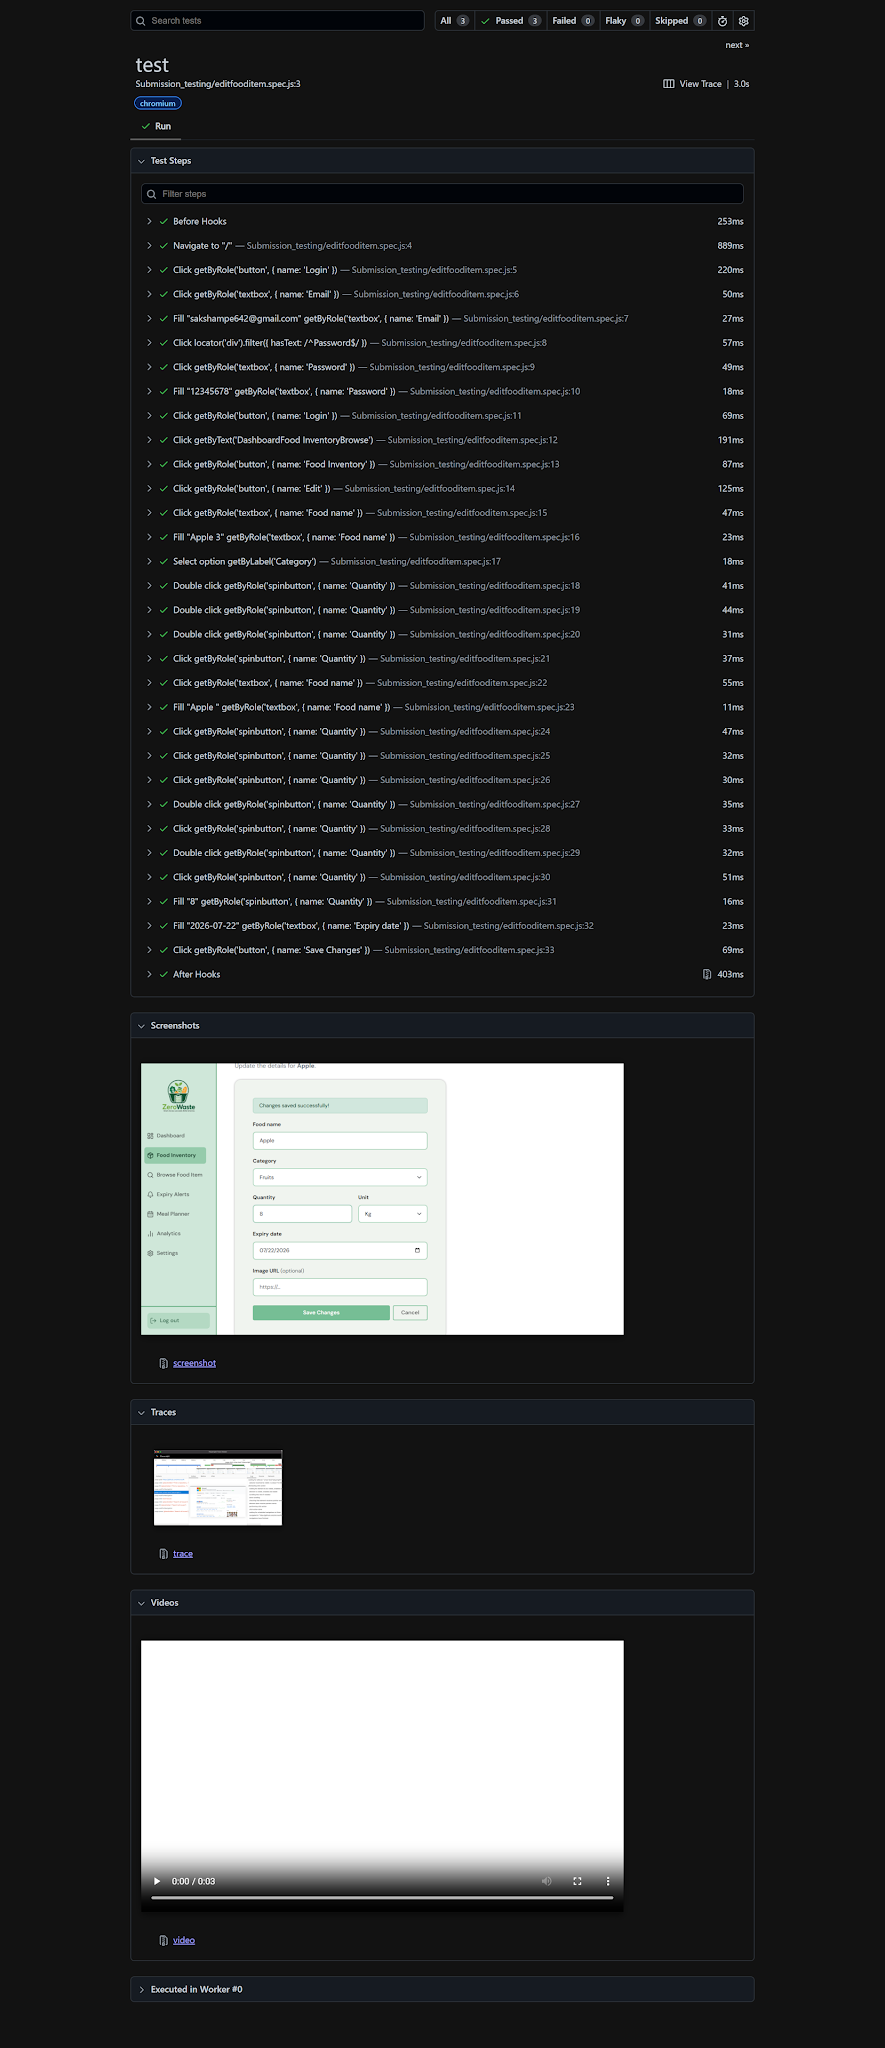 Search tests
All 3 Passed 3 Failed 0 Flaky 0 Skipped 0
next »
test
Submission_testing/editfooditem.spec.js:3
View Trace | 3.0s
chromium
Run
Test Steps
Filter steps
Before Hooks 253ms
Navigate to "/" — Submission_testing/editfooditem.spec.js:4 889ms
Click getByRole('button', { name: 'Login' }) — Submission_testing/editfooditem.spec.js:5 220ms
Click getByRole('textbox', { name: 'Email' }) — Submission_testing/editfooditem.spec.js:6 50ms
Fill "sakshampe642@gmail.com" getByRole('textbox', { name: 'Email' }) — Submission_testing/editfooditem.spec.js:7 27ms
Click locator('div').filter({ hasText: /^Password$/ }) — Submission_testing/editfooditem.spec.js:8 57ms
Click getByRole('textbox', { name: 'Password' }) — Submission_testing/editfooditem.spec.js:9 49ms
Fill "12345678" getByRole('textbox', { name: 'Password' }) — Submission_testing/editfooditem.spec.js:10 18ms
Click getByRole('button', { name: 'Login' }) — Submission_testing/editfooditem.spec.js:11 69ms
Click getByText('DashboardFood InventoryBrowse') — Submission_testing/editfooditem.spec.js:12 191ms
Click getByRole('button', { name: 'Food Inventory' }) — Submission_testing/editfooditem.spec.js:13 87ms
Click getByRole('button', { name: 'Edit' }) — Submission_testing/editfooditem.spec.js:14 125ms
Click getByRole('textbox', { name: 'Food name' }) — Submission_testing/editfooditem.spec.js:15 47ms
Fill "Apple 3" getByRole('textbox', { name: 'Food name' }) — Submission_testing/editfooditem.spec.js:16 23ms
Select option getByLabel('Category') — Submission_testing/editfooditem.spec.js:17 18ms
Double click getByRole('spinbutton', { name: 'Quantity' }) — Submission_testing/editfooditem.spec.js:18 41ms
Double click getByRole('spinbutton', { name: 'Quantity' }) — Submission_testing/editfooditem.spec.js:19 44ms
Double click getByRole('spinbutton', { name: 'Quantity' }) — Submission_testing/editfooditem.spec.js:20 31ms
Click getByRole('spinbutton', { name: 'Quantity' }) — Submission_testing/editfooditem.spec.js:21 37ms
Click getByRole('textbox', { name: 'Food name' }) — Submission_testing/editfooditem.spec.js:22 55ms
Fill "Apple " getByRole('textbox', { name: 'Food name' }) — Submission_testing/editfooditem.spec.js:23 11ms
Click getByRole('spinbutton', { name: 'Quantity' }) — Submission_testing/editfooditem.spec.js:24 47ms
Click getByRole('spinbutton', { name: 'Quantity' }) — Submission_testing/editfooditem.spec.js:25 32ms
Click getByRole('spinbutton', { name: 'Quantity' }) — Submission_testing/editfooditem.spec.js:26 30ms
Double click getByRole('spinbutton', { name: 'Quantity' }) — Submission_testing/editfooditem.spec.js:27 35ms
Click getByRole('spinbutton', { name: 'Quantity' }) — Submission_testing/editfooditem.spec.js:28 33ms
Double click getByRole('spinbutton', { name: 'Quantity' }) — Submission_testing/editfooditem.spec.js:29 32ms
Click getByRole('spinbutton', { name: 'Quantity' }) — Submission_testing/editfooditem.spec.js:30 51ms
Fill "8" getByRole('spinbutton', { name: 'Quantity' }) — Submission_testing/editfooditem.spec.js:31 16ms
Fill "2026-07-22" getByRole('textbox', { name: 'Expiry date' }) — Submission_testing/editfooditem.spec.js:32 23ms
Click getByRole('button', { name: 'Save Changes' }) — Submission_testing/editfooditem.spec.js:33 69ms
After Hooks 403ms
Screenshots
Update the details for Apple.
ZeroWaste
Dashboard
Food Inventory
Browse Food Item
Expiry Alerts
Meal Planner
Analytics
Settings
Log out
Changes saved successfully!
Food name
Apple
Category
Fruits
Quantity Unit
8 Kg
Expiry date
07/22/2026
Image URL (optional)
https://...
Save Changes Cancel
screenshot
Traces
trace
Videos
0:00 / 0:03
video
Executed in Worker #0